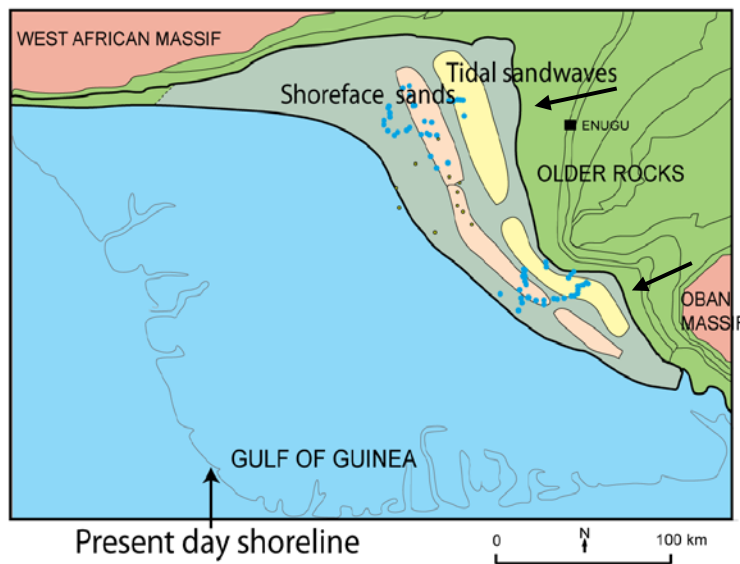 WEST AFRICAN MASSIF
Tidal sandwaves
Shoreface sands
ENUGU
OLDER ROCKS
OBAN
MASSIF
GULF OF GUINEA
Present day shoreline
0 N 100 km